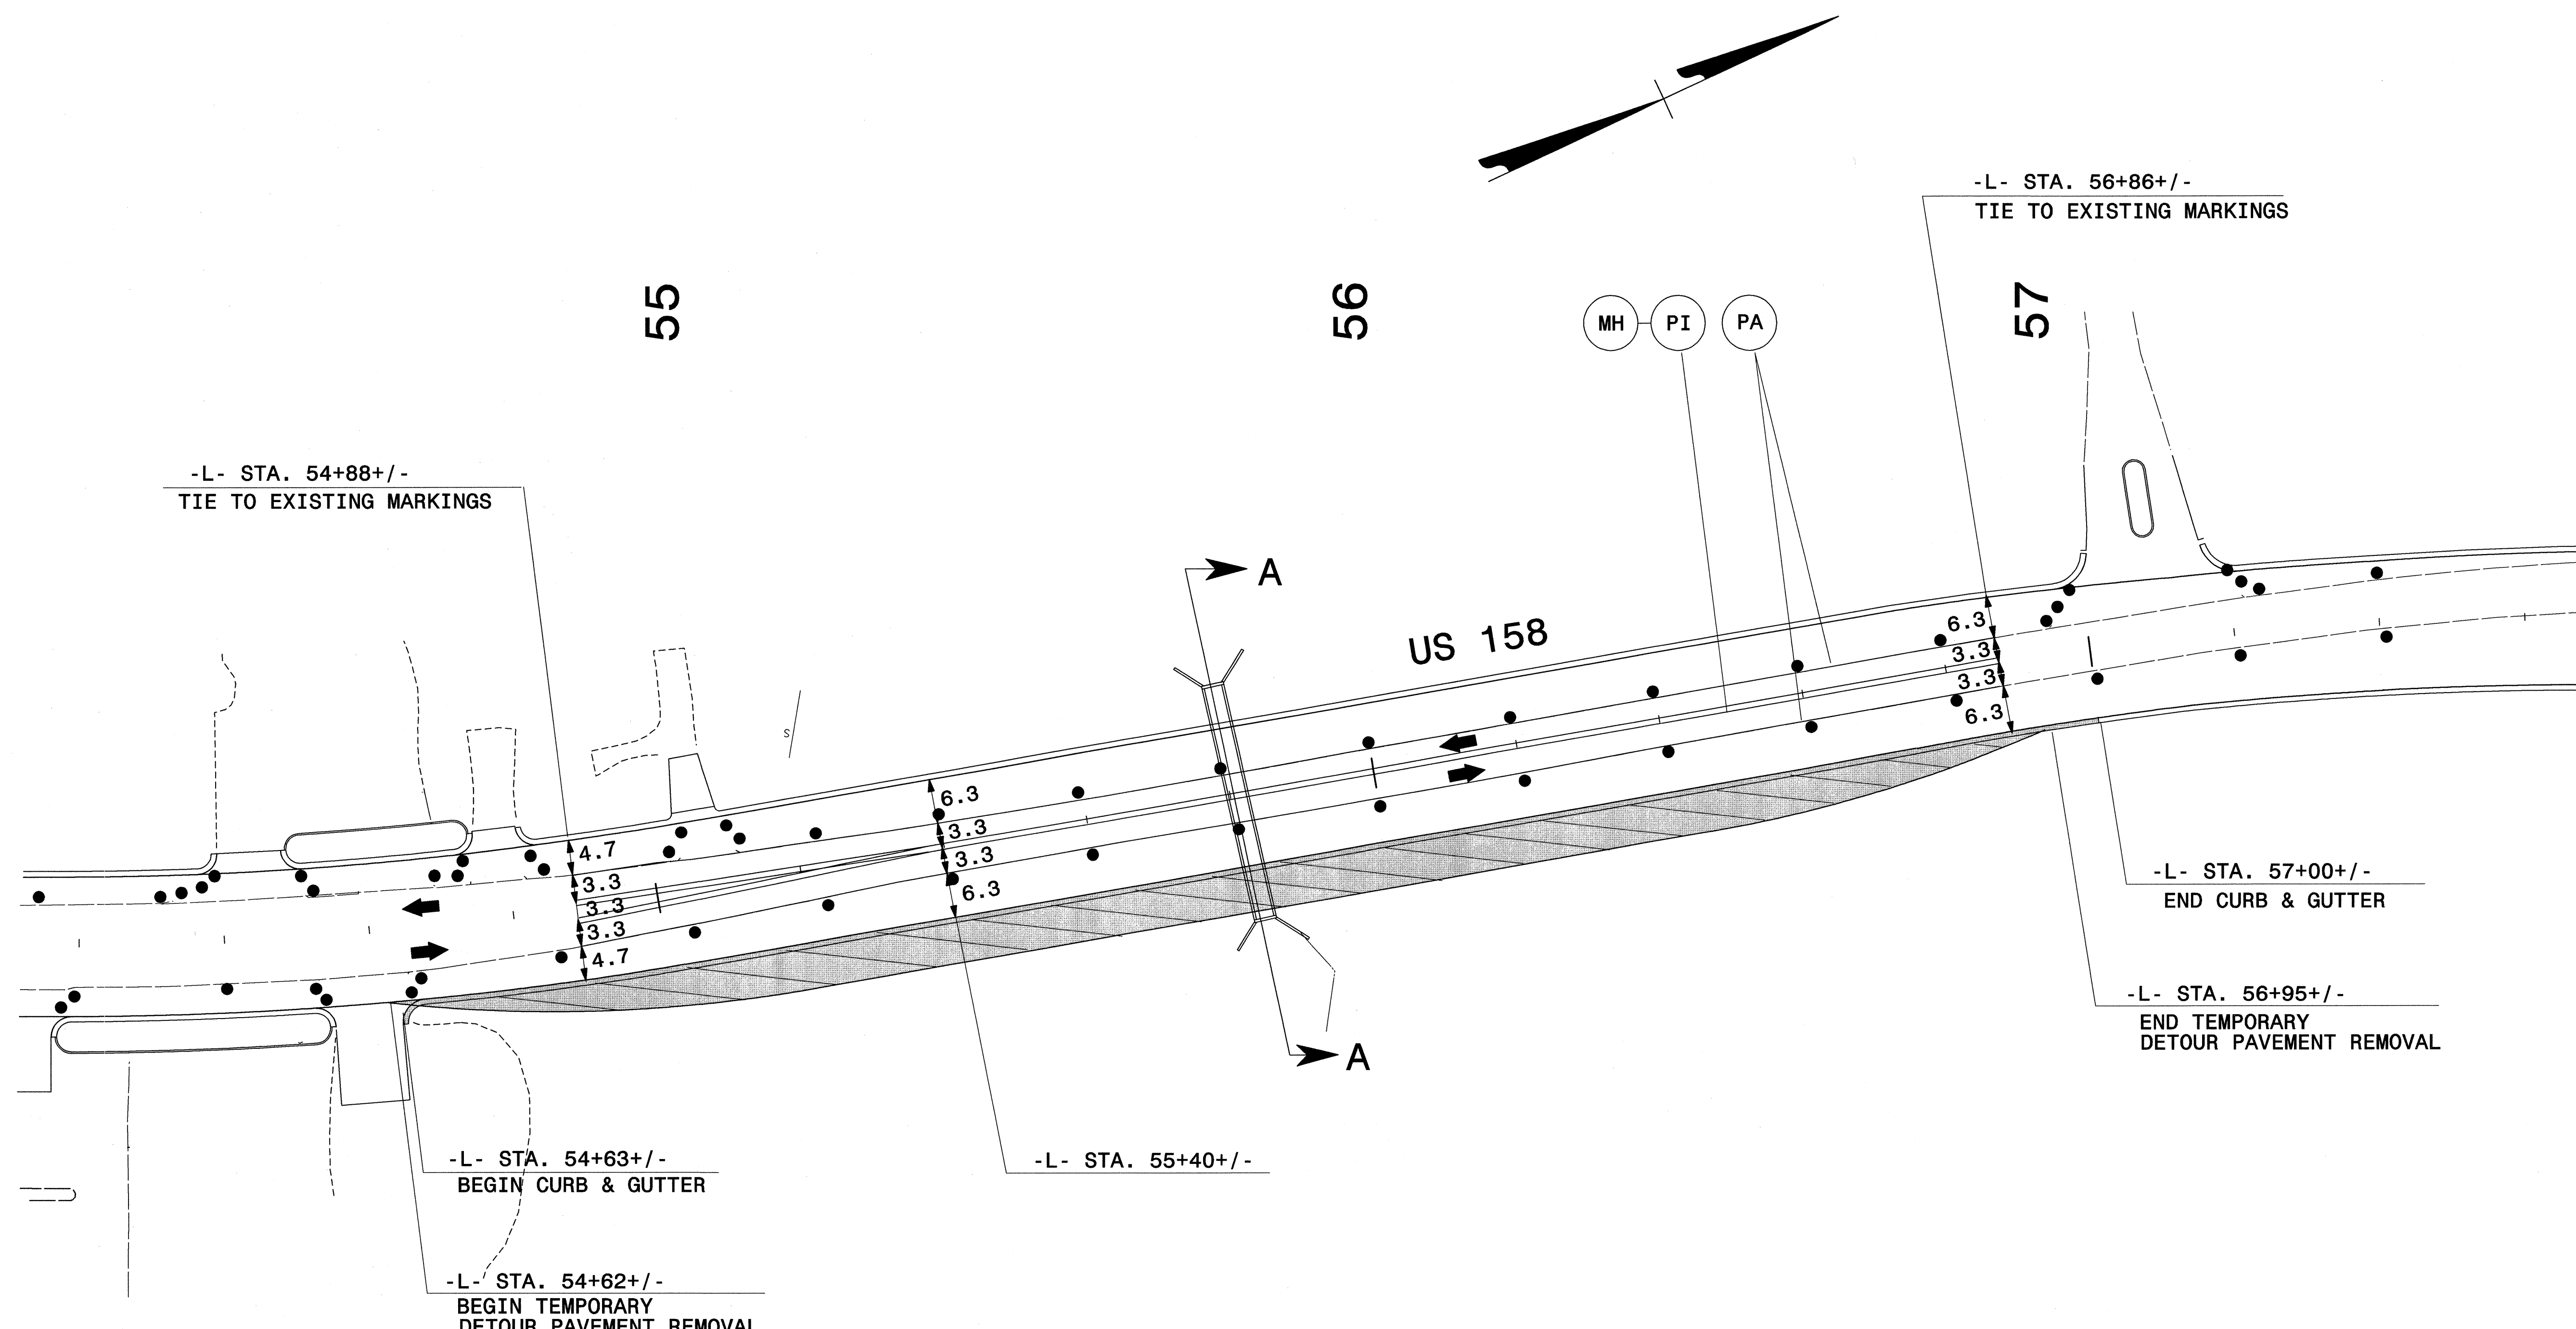 -L- STA. 56+86+/-
TIE TO EXISTING MARKINGS
55
56
57
MH
PI
PA
-L- STA. 54+88+/-
TIE TO EXISTING MARKINGS
A
US 158
S
6.3
3.3
3.3
6.3
6.3
3.3
3.3
6.3
4.7
3.3
3.3
3.3
4.7
-L- STA. 57+00+/-
END CURB & GUTTER
-L- STA. 56+95+/-
END TEMPORARY
DETOUR PAVEMENT REMOVAL
A
-L- STA. 54+63+/-
BEGIN CURB & GUTTER
-L- STA. 55+40+/-
-L- STA. 54+62+/-
BEGIN TEMPORARY
DETOUR PAVEMENT REMOVAL